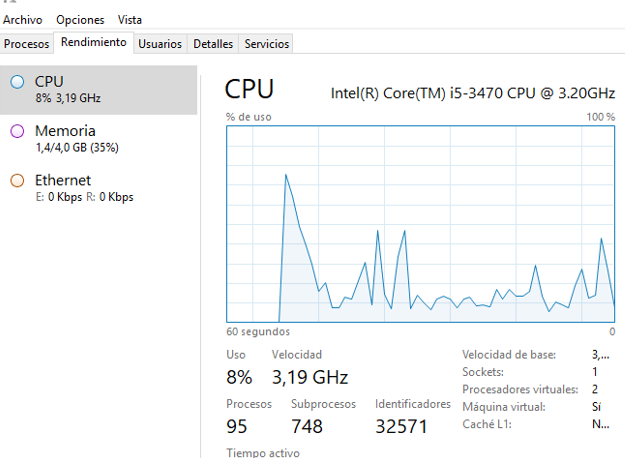 Archivo Opciones Vista
Procesos Rendimiento Usuarios Detalles Servicios
CPU
8% 3,19 GHz
Memoria
1,4/4,0 GB (35%)
Ethernet
E: 0 Kbps R: 0 Kbps
CPU Intel(R) Core(TM) i5-3470 CPU @ 3.20GHz
% de uso 100 %
60 segundos 0
Uso Velocidad
8% 3,19 GHz
Procesos Subprocesos Identificadores
95 748 32571
Velocidad de base: 3,...
Sockets: 1
Procesadores virtuales: 2
Máquina virtual: Sí
Caché L1: N...
Tiempo activo